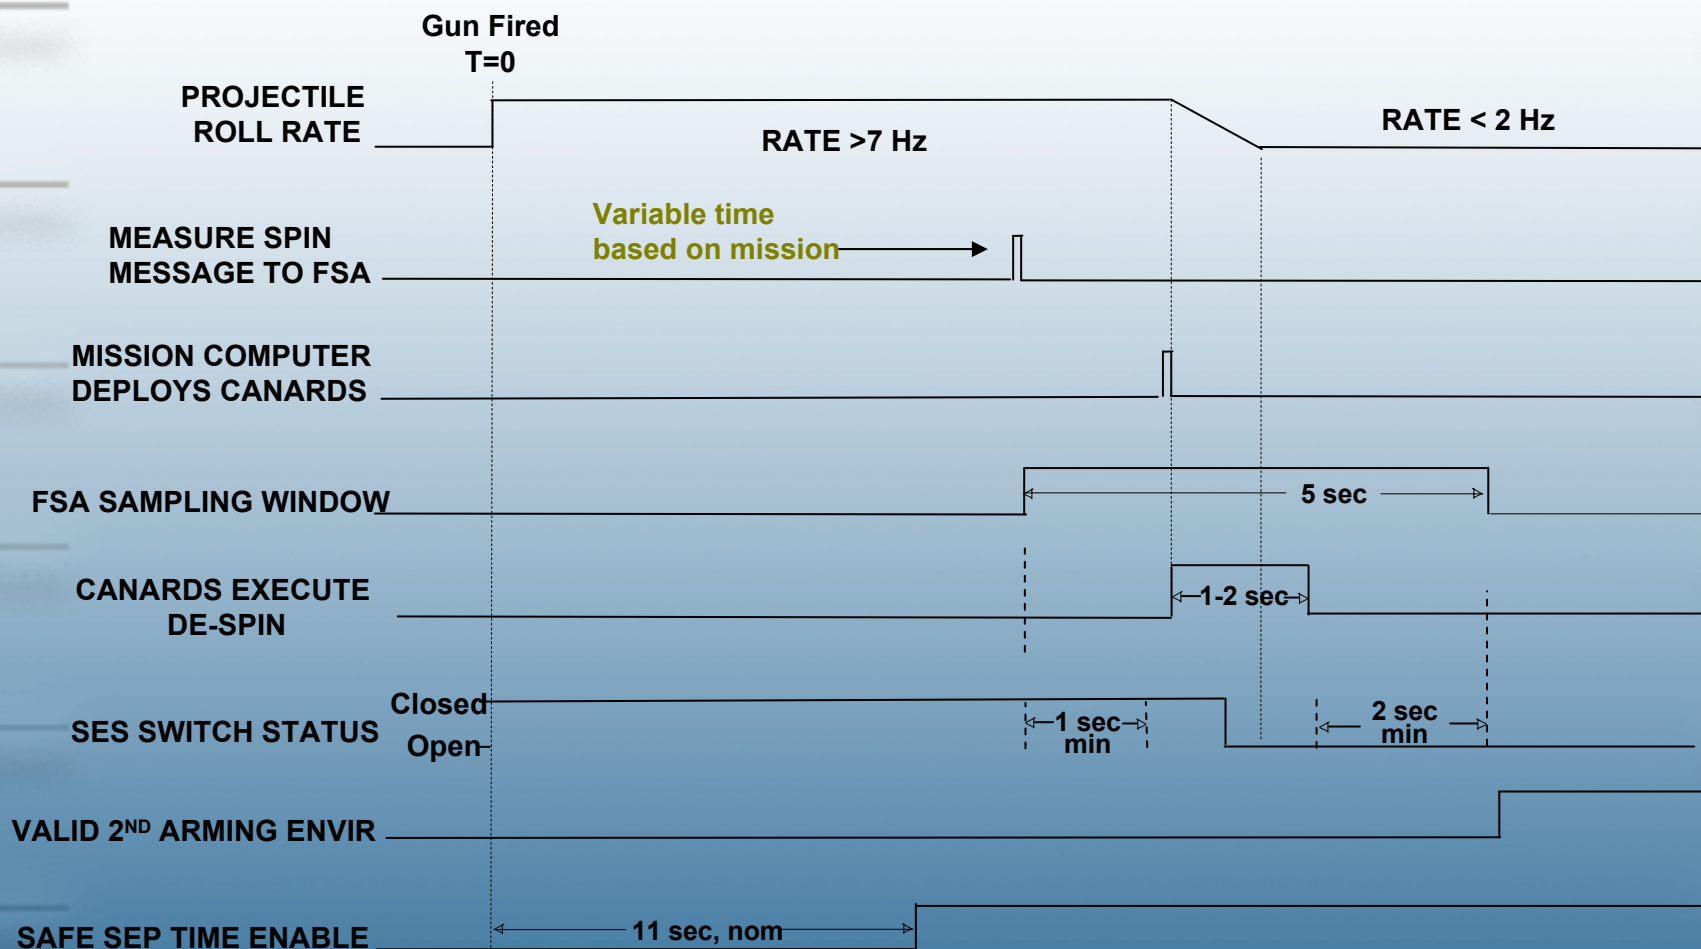 Gun Fired
T=0
PROJECTILE
ROLL RATE
RATE >7 Hz
RATE < 2 Hz
MEASURE SPIN
MESSAGE TO FSA
Variable time
based on mission
MISSION COMPUTER
DEPLOYS CANARDS
FSA SAMPLING WINDOW
5 sec
CANARDS EXECUTE
DE-SPIN
1-2 sec
SES SWITCH STATUS
Closed
Open
1 sec
min
2 sec
min
VALID 2ND ARMING ENVIR
SAFE SEP TIME ENABLE
11 sec, nom